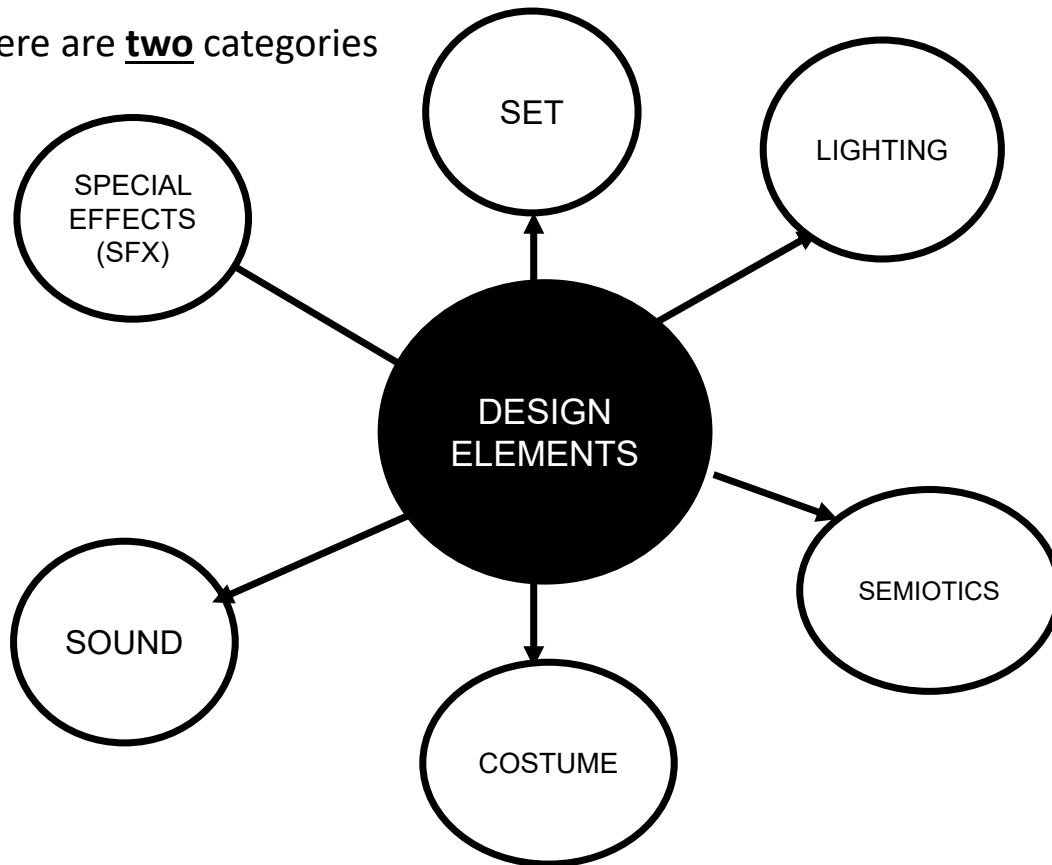 ere are two categories
SET
LIGHTING
SPECIAL
EFFECTS
(SFX)
DESIGN
ELEMENTS
SEMIOTICS
SOUND
COSTUME